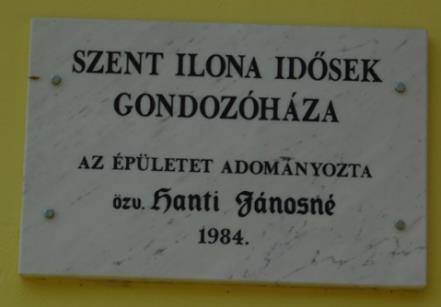 SZENT ILONA IDŐSEK
GONDOZÓHÁZA
AZ ÉPÜLETET ADOMÁNYOZTA
özv. Hanti Jánosné
1984.